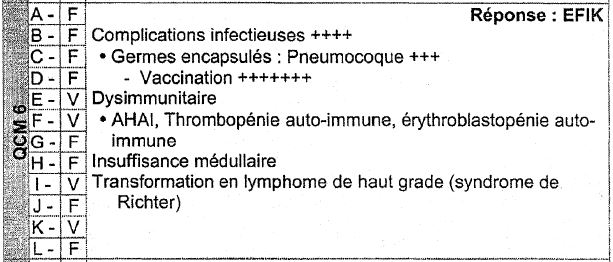 QCM 6
A - F Réponse : EFIK
B - F Complications infectieuses ++++
C - F • Germes encapsulés : Pneumocoque +++
D - F - Vaccination +++++++
E - V Dysimmunitaire
F - V • AHAI, Thrombopénie auto-immune, érythroblastopénie auto-
G - F immune
H - F Insuffisance médullaire
I - V Transformation en lymphome de haut grade (syndrome de
J - F Richter)
K - V
L - F